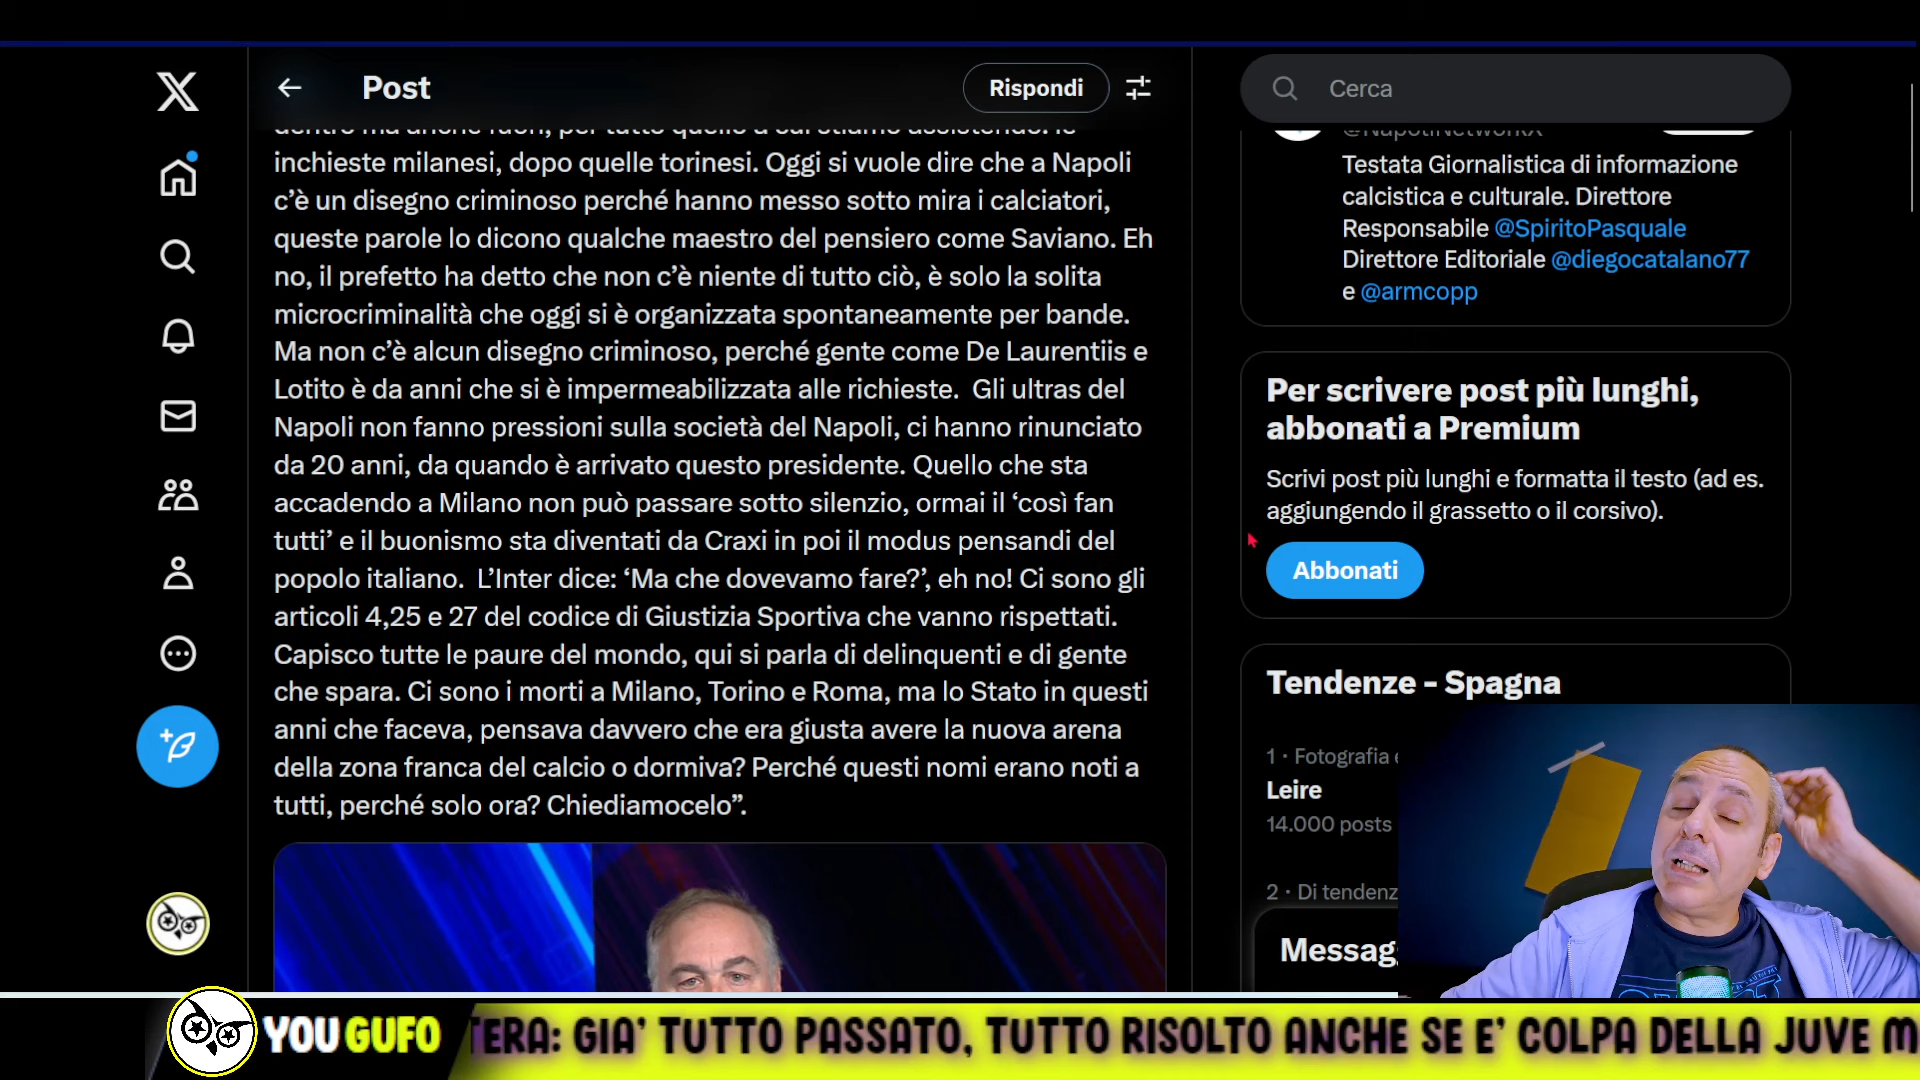 Post
Rispondi
Cerca
inchieste milanesi, dopo quelle torinesi. Oggi si vuole dire che a Napoli
c’è un disegno criminoso perché hanno messo sotto mira i calciatori,
queste parole lo dicono qualche maestro del pensiero come Saviano. Eh
no, il prefetto ha detto che non c’è niente di tutto ciò, è solo la solita
microcriminalità che oggi si è organizzata spontaneamente per bande.
Ma non c’è alcun disegno criminoso, perché gente come De Laurentiis e
Lotito è da anni che si è impermeabilizzata alle richieste.  Gli ultras del
Napoli non fanno pressioni sulla società del Napoli, ci hanno rinunciato
da 20 anni, da quando è arrivato questo presidente. Quello che sta
accadendo a Milano non può passare sotto silenzio, ormai il ‘così fan
tutti’ e il buonismo sta diventati da Craxi in poi il modus pensandi del
popolo italiano.  L’Inter dice: ‘Ma che dovevamo fare?’, eh no! Ci sono gli
articoli 4,25 e 27 del codice di Giustizia Sportiva che vanno rispettati.
Capisco tutte le paure del mondo, qui si parla di delinquenti e di gente
che spara. Ci sono i morti a Milano, Torino e Roma, ma lo Stato in questi
anni che faceva, pensava davvero che era giusta avere la nuova arena
della zona franca del calcio o dormiva? Perché questi nomi erano noti a
tutti, perché solo ora? Chiediamocelo”.
Testata Giornalistica di informazione
calcistica e culturale. Direttore
Responsabile @SpiritoPasquale
Direttore Editoriale @diegocatalano77
e @armcopp
Per scrivere post più lunghi,
abbonati a Premium
Scrivi post più lunghi e formatta il testo (ad es.
aggiungendo il grassetto o il corsivo).
Abbonati
Tendenze - Spagna
1 · Fotografia e
Leire
14.000 posts
2 · Di tendenz
Messag
YOU GUFO
TERA: GIA' TUTTO PASSATO, TUTTO RISOLTO ANCHE SE E' COLPA DELLA JUVE M